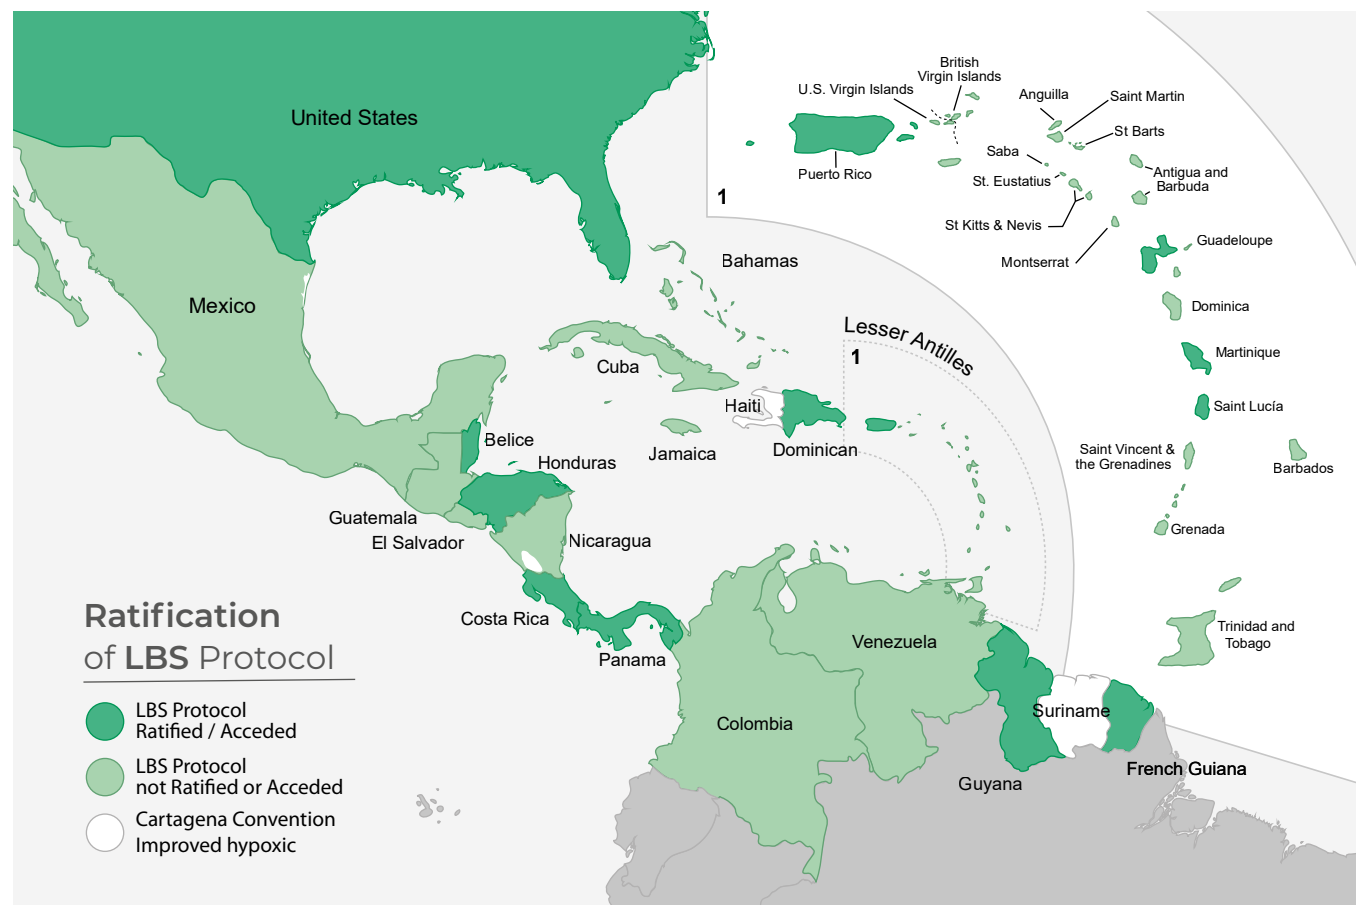 British
Virgin Islands
U.S. Virgin Islands
Anguilla
Saint Martin
St Barts
Saba
Puerto Rico
St. Eustatius
Antigua and
Barbuda
1
St Kitts & Nevis
Montserrat
Guadeloupe
Dominica
Martinique
Saint Lucía
Saint Vincent &
the Grenadines
Barbados
Grenada
Trinidad and
Tobago
United States
Mexico
Bahamas
Lesser Antilles
1
Cuba
Haiti
Jamaica
Dominican
Belice
Honduras
Guatemala
El Salvador
Nicaragua
Costa Rica
Panama
Venezuela
Colombia
Suriname
Guyana
French Guiana
Ratification
of LBS Protocol
LBS Protocol
Ratified / Acceded
LBS Protocol
not Ratified or Acceded
Cartagena Convention
Improved hypoxic